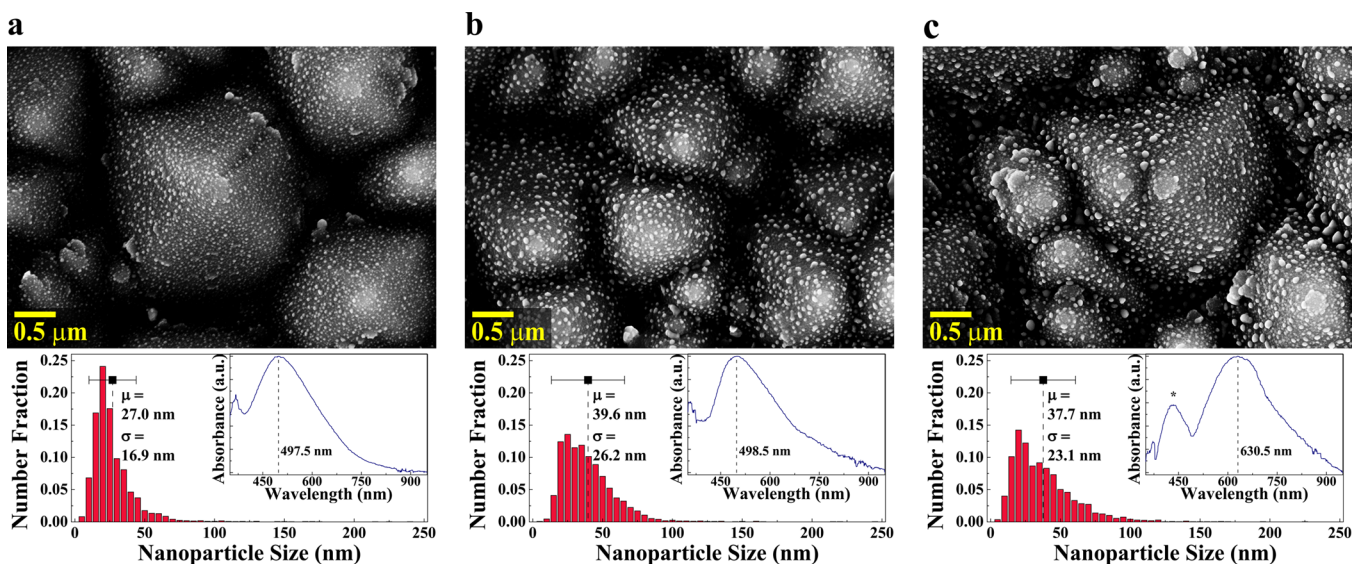 a
b
c
0.5 μm
0.5 μm
0.5 μm
Number Fraction
0.25
0.20
0.15
0.10
0.05
0.00
μ =
27.0 nm
σ =
16.9 nm
Absorbance (a.u.)
497.5 nm
450 600 750 900
Wavelength (nm)
0 50 100 150 200 250
Nanoparticle Size (nm)
Number Fraction
0.25
0.20
0.15
0.10
0.05
0.00
μ =
39.6 nm
σ =
26.2 nm
Absorbance (a.u.)
498.5 nm
450 600 750 900
Wavelength (nm)
0 50 100 150 200 250
Nanoparticle Size (nm)
Number Fraction
0.25
0.20
0.15
0.10
0.05
0.00
μ =
37.7 nm
σ =
23.1 nm
Absorbance (a.u.)
*
630.5 nm
450 600 750 900
Wavelength (nm)
0 50 100 150 200 250
Nanoparticle Size (nm)